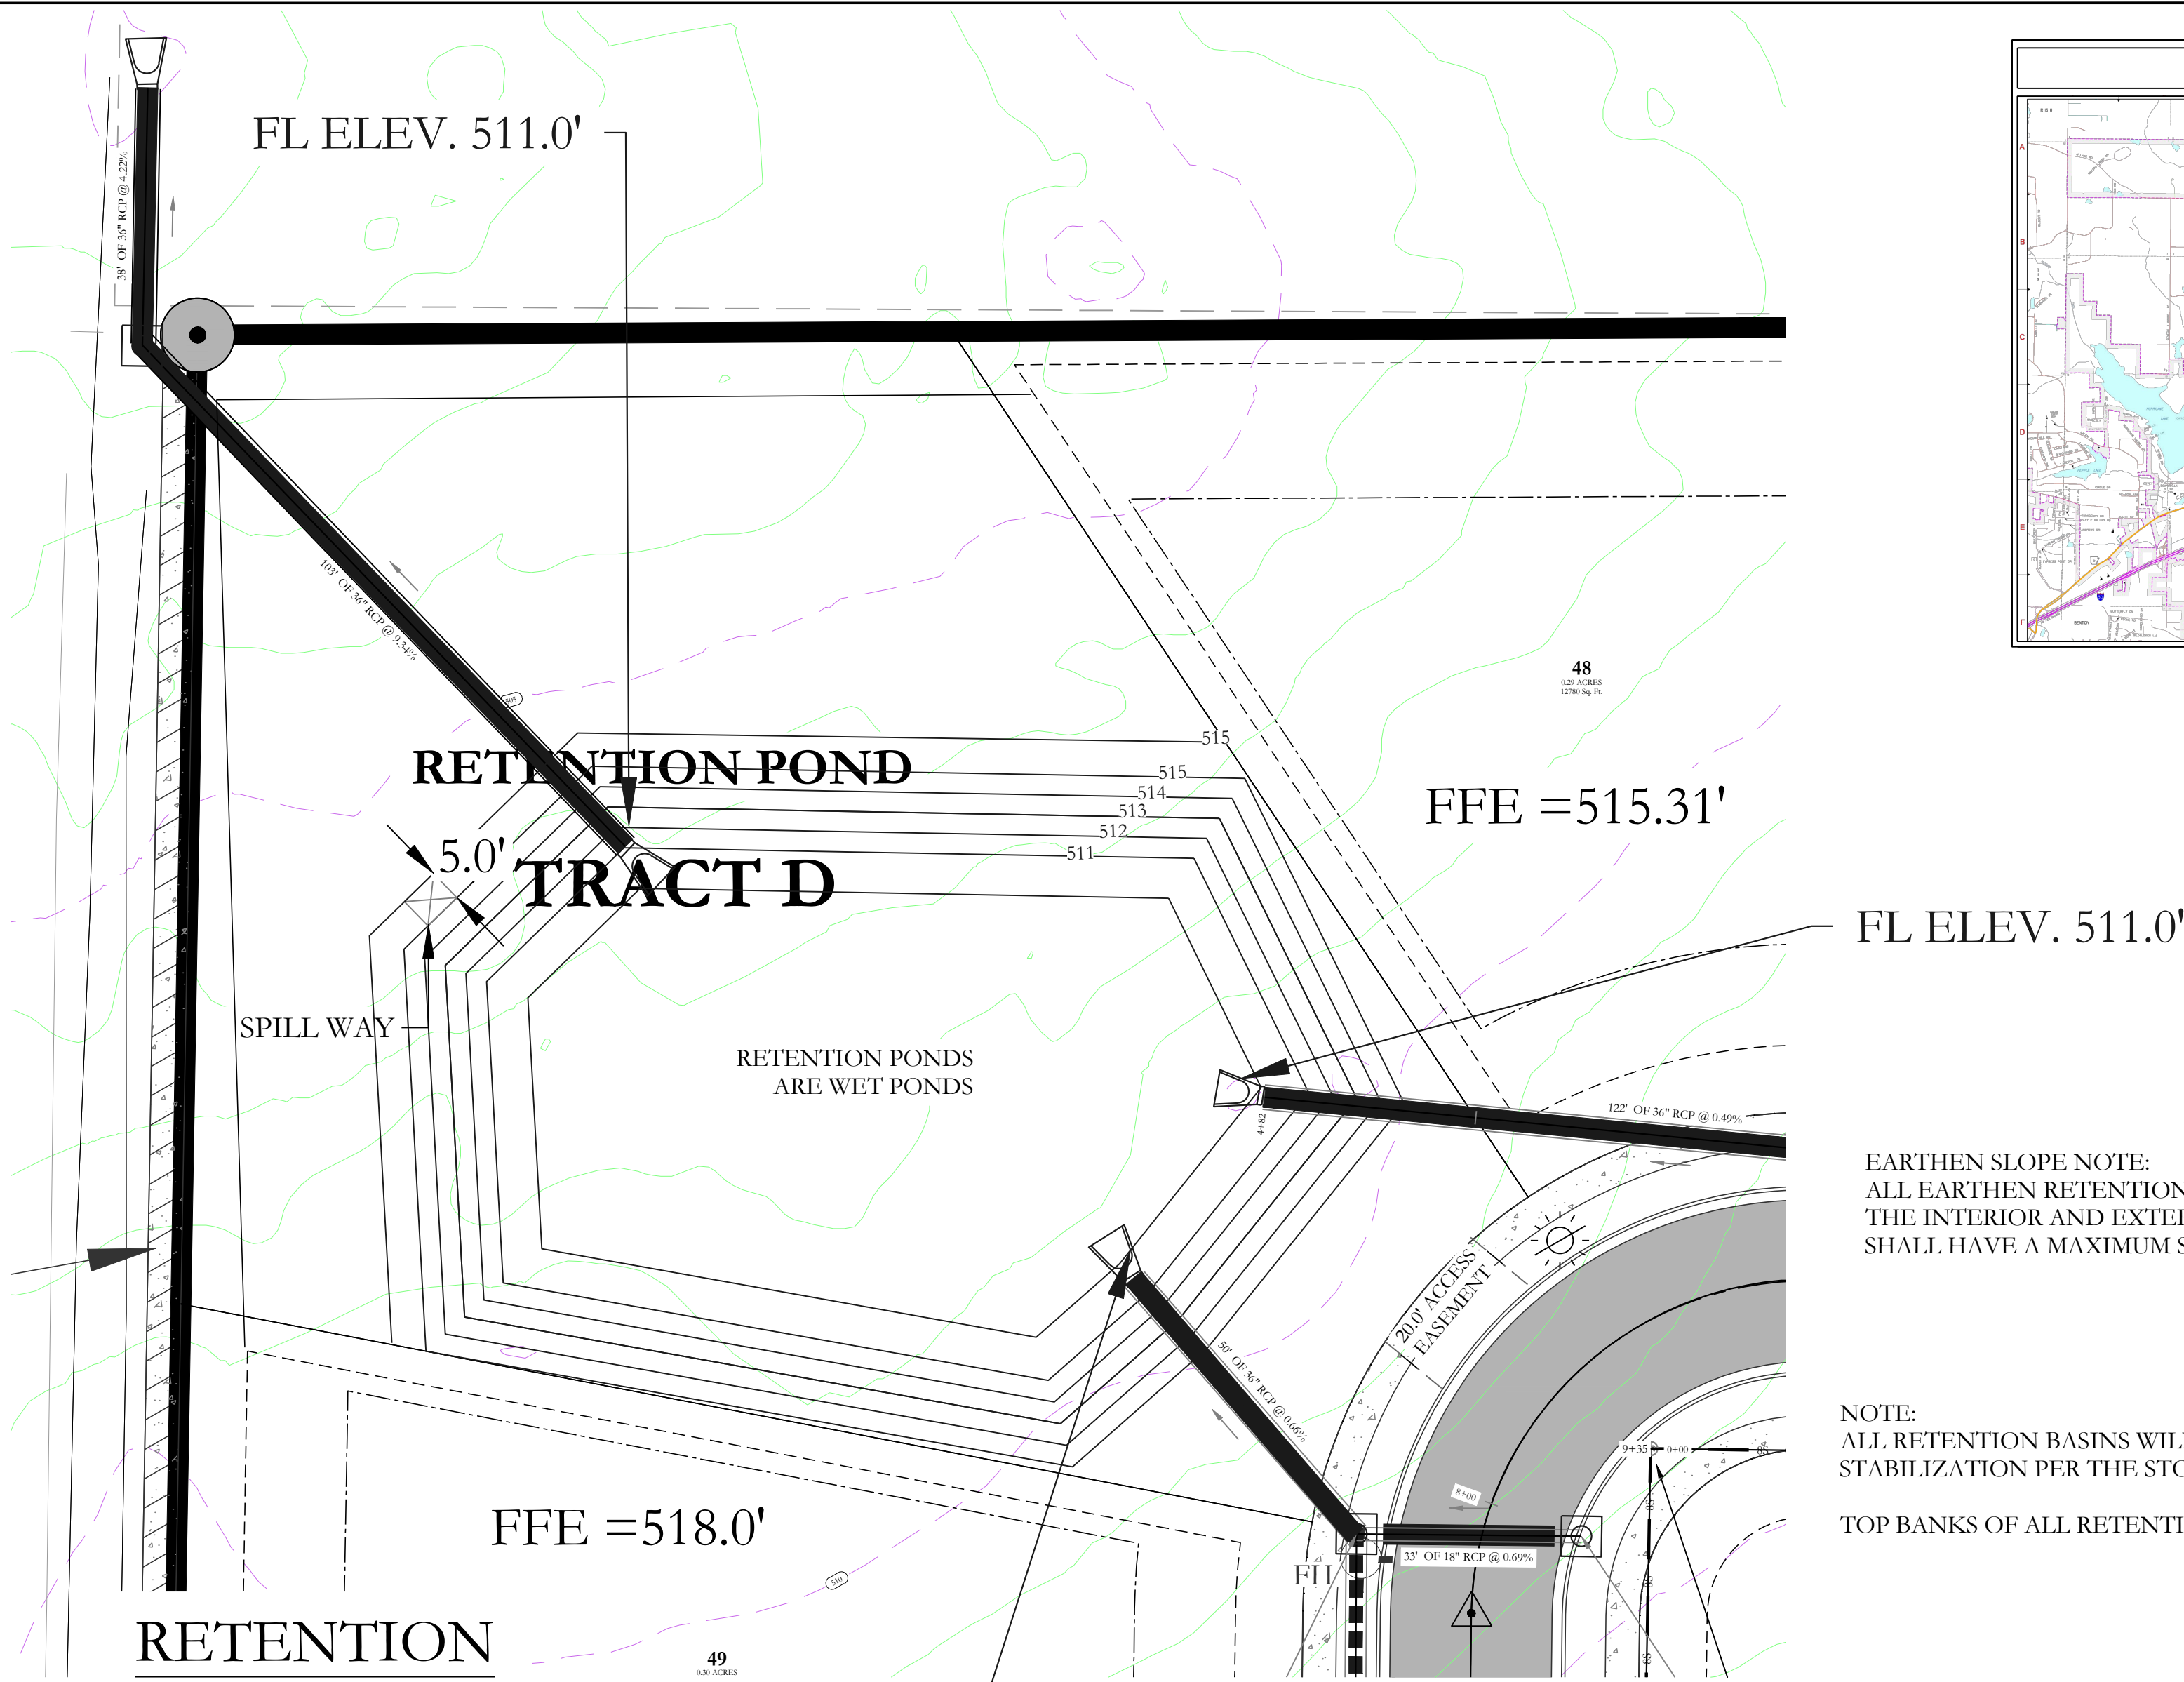 FL ELEV. 511.0'
38' OF 36" RCP @ 4.22%
103' OF 36" RCP @ 9.34%
505
48
0.29 ACRES
12780 Sq. Ft.
515
RETENTION POND
515
514
513
512
511
FFE =515.31'
5.0'
TRACT D
FL ELEV. 511.0'
SPILL WAY
RETENTION PONDS
ARE WET PONDS
4+82
122' OF 36" RCP @ 0.49%
EARTHEN SLOPE NOTE:
ALL EARTHEN RETENTION
THE INTERIOR AND EXTE
SHALL HAVE A MAXIMUM S
20.0' ACCESS
EASEMENT
50' OF 36" RCP @ 0.66%
NOTE:
ALL RETENTION BASINS WIL
STABILIZATION PER THE STO
TOP BANKS OF ALL RETENTI
9+35
0+00
8+00
FFE =518.0'
33' OF 18" RCP @ 0.69%
FH
510
RETENTION
49
0.30 ACRES
A
B
C
D
E
F
BENTON